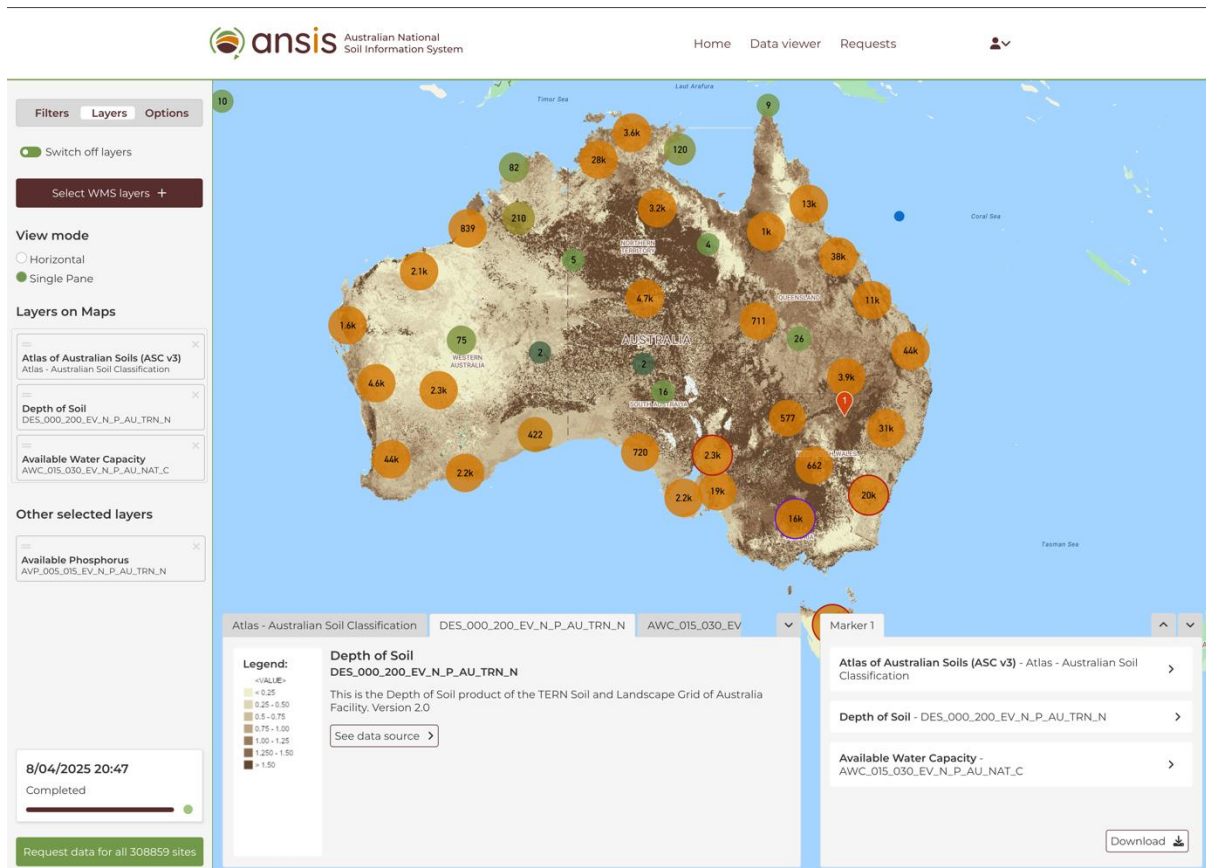 ansis
Australian National
Soil Information System
Home Data viewer Requests
Filters Layers Options
Switch off layers
Select WMS layers +
View mode
Horizontal
Single Pane
Layers on Maps
Atlas of Australian Soils (ASC v3)
Atlas - Australian Soil Classification
Depth of Soil
DES_000_200_EV_N_P_AU_TRN_N
Available Water Capacity
AWC_015_030_EV_N_P_AU_NAT_C
Other selected layers
Available Phosphorus
AVP_005_015_EV_N_P_AU_TRN_N
8/04/2025 20:47
Completed
Request data for all 308859 sites
Laut Arafura
Timor Sea
10
9
3.6k
120
28k
82
13k
3.2k
210
839
1k
Coral Sea
NORTHERN
TERRITORY
4
5
38k
2.1k
4.7k
QUEENSLAND
11k
1.6k
711
75
AUSTRALIA
26
2
44k
WESTERN
AUSTRALIA
2
3.9k
4.6k
2.3k
16
SOUTH AUSTRALIA
1
577
31k
422
720
2.3k
44k
662
2.2k
19k
2.2k
20k
16k
Tasman Sea
Atlas - Australian Soil Classification DES_000_200_EV_N_P_AU_TRN_N AWC_015_030_EV
Legend:
<VALUE>
< 0.25
0.25 - 0.50
0.5 - 0.75
0.75 - 1.00
1.00 - 1.25
1.250 - 1.50
> 1.50
Depth of Soil
DES_000_200_EV_N_P_AU_TRN_N
This is the Depth of Soil product of the TERN Soil and Landscape Grid of Australia
Facility. Version 2.0
See data source
Marker 1
Atlas of Australian Soils (ASC v3) - Atlas - Australian Soil
Classification
Depth of Soil - DES_000_200_EV_N_P_AU_TRN_N
Available Water Capacity -
AWC_015_030_EV_N_P_AU_NAT_C
Download